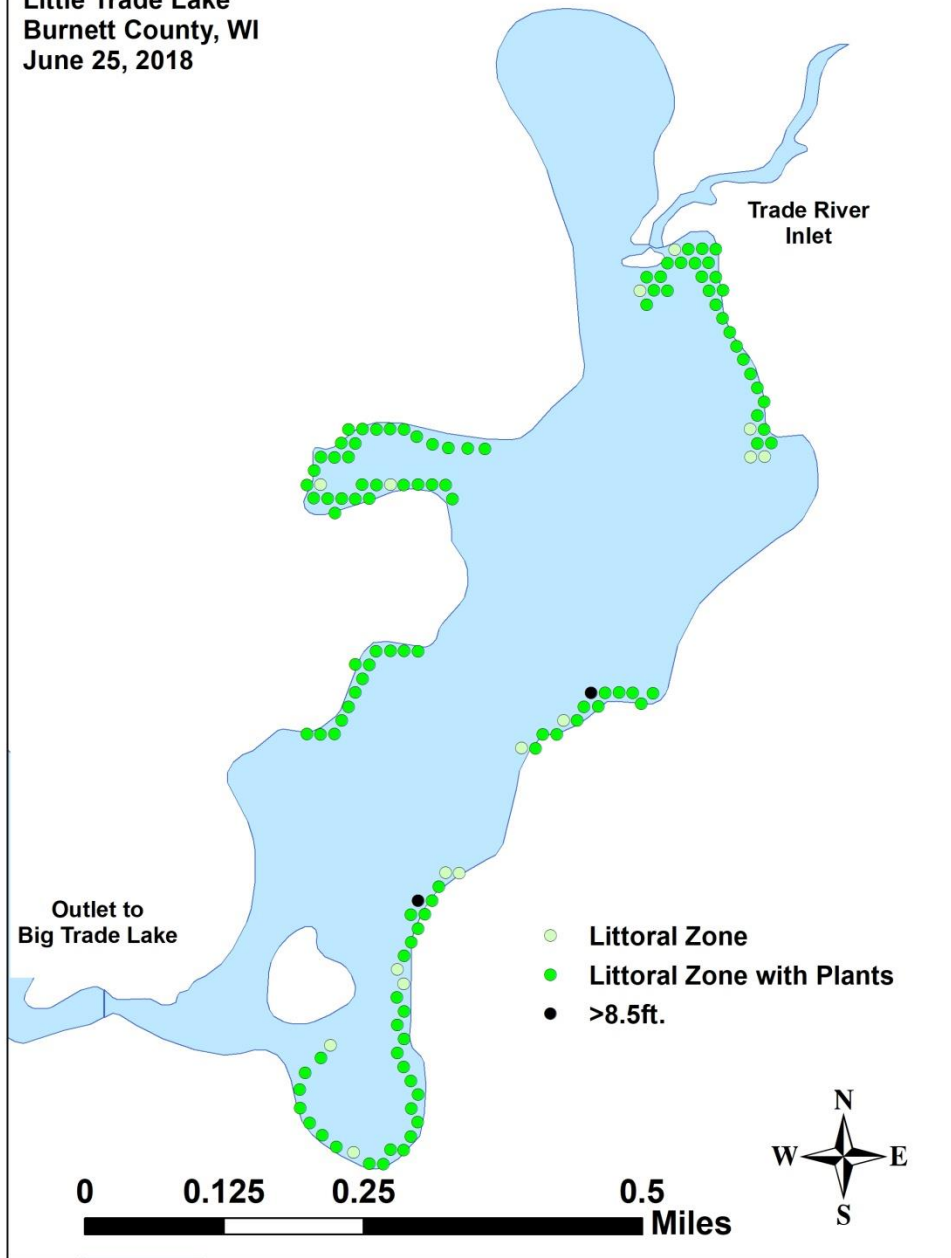 Little Trade Lake
Burnett County, WI
June 25, 2018
Trade River
Inlet
Outlet to
Big Trade Lake
Littoral Zone
Littoral Zone with Plants
>8.5ft.
N
W E
S
0 0.125 0.25 0.5
Miles